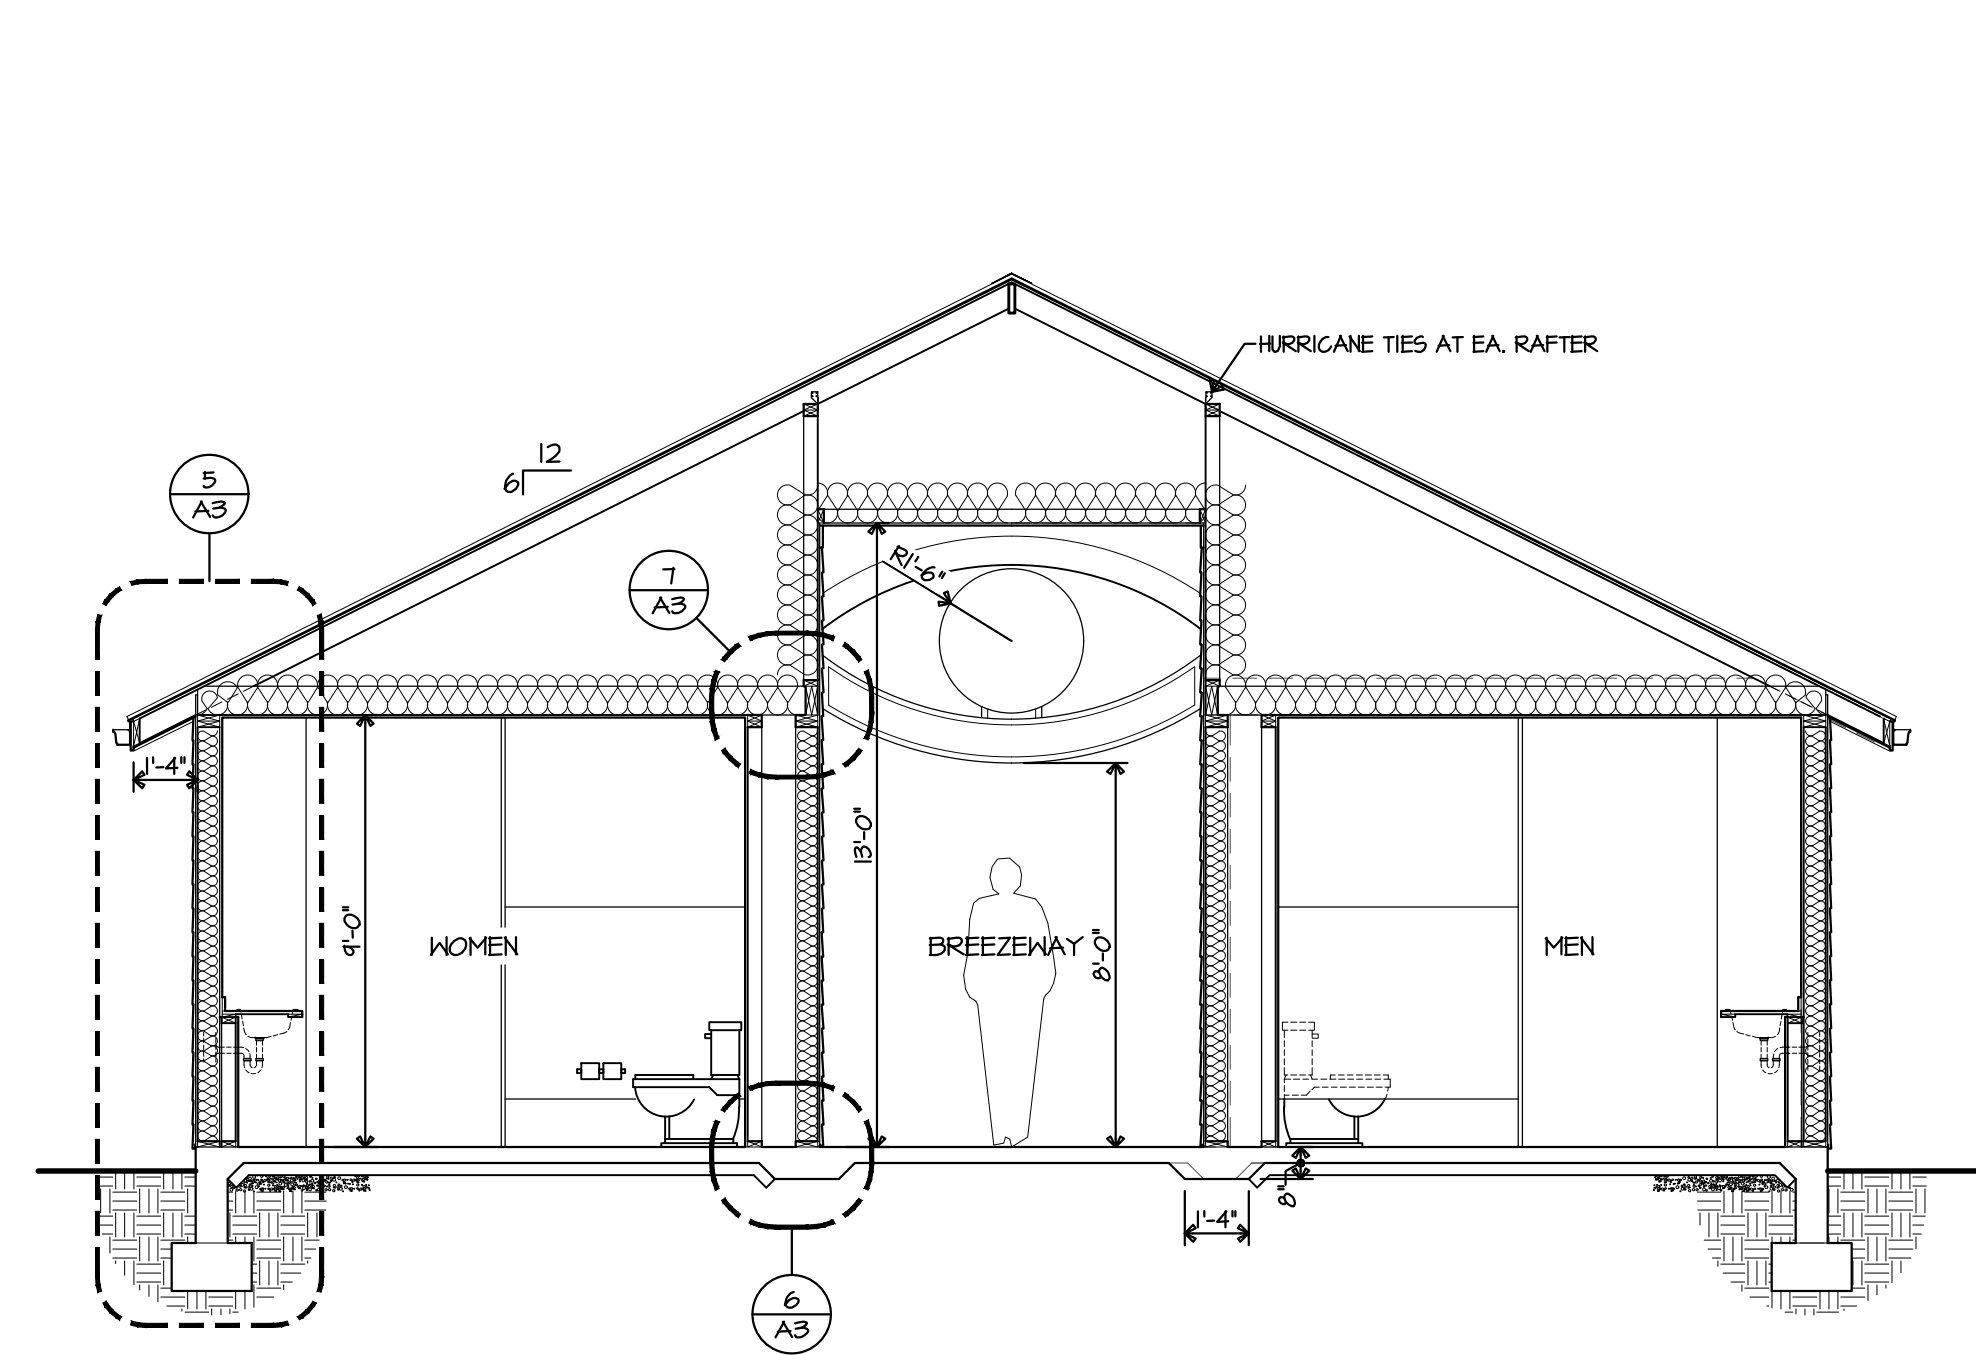 HURRICANE TIES AT EA. RAFTER
12
6
5
A3
7
A3
R1'-6"
1'-4"
13'-0"
9'-0"
WOMEN
BREEZEWAY
8'-0"
MEN
8"
1'-4"
6
A3